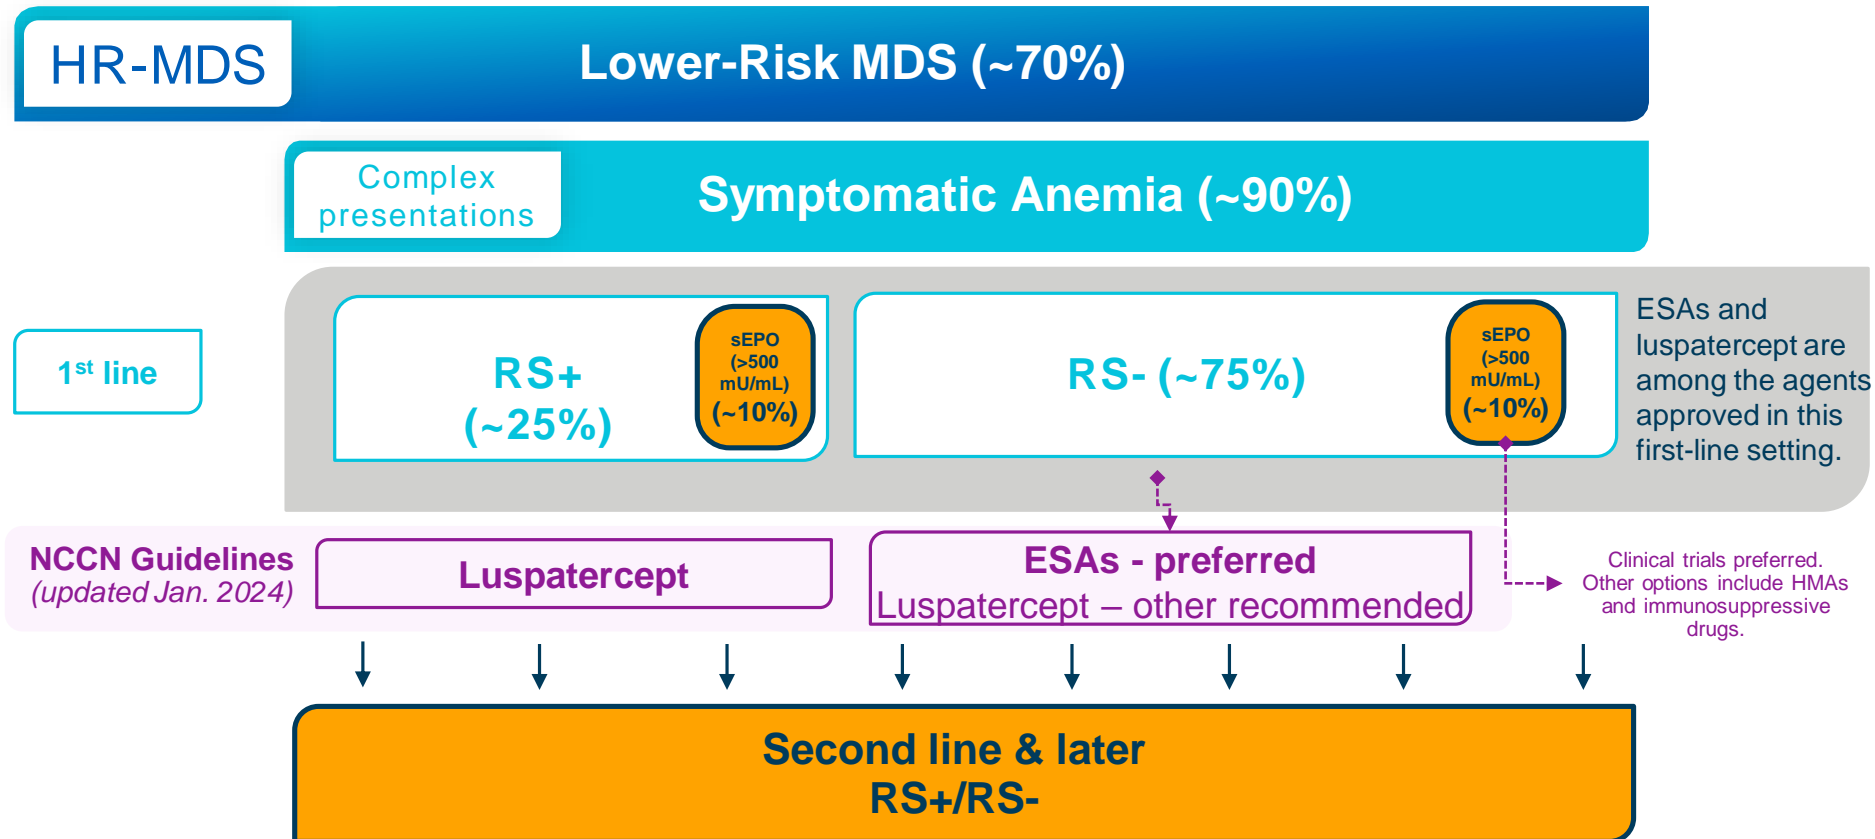 HR-MDS
Lower-Risk MDS (~70%)
Complex
presentations
Symptomatic Anemia (~90%)
1st line
RS+
(~25%)
sEPO
(>500
mU/mL)
(~10%)
RS- (~75%)
sEPO
(>500
mU/mL)
(~10%)
ESAs and
luspatercept are
among the agents
approved in this
first-line setting.
NCCN Guidelines
(updated Jan. 2024)
Luspatercept
ESAs - preferred
Luspatercept – other recommended
Clinical trials preferred.
Other options include HMAs
and immunosuppressive
drugs.
Second line & later
RS+/RS-